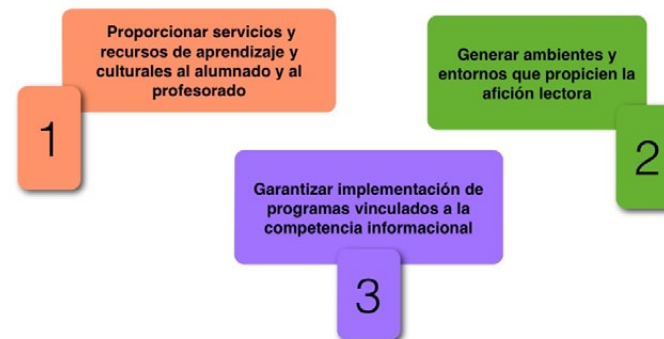 Proporcionar servicios y
recursos de aprendizaje y
culturales al alumnado y al
profesorado
1
Generar ambientes y
entornos que propicien la
afición lectora
2
Garantizar implementación de
programas vinculados a la
competencia informacional
3